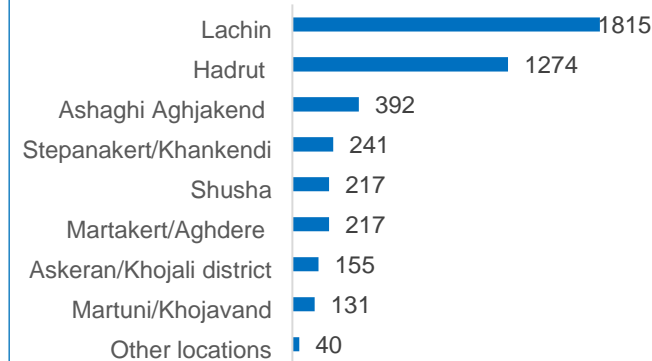 Lachin 1815
Hadrut 1274
Ashaghi Aghjakend 392
Stepanakert/Khankendi 241
Shusha 217
Martakert/Aghdere 217
Askeran/Khojali district 155
Martuni/Khojavand 131
Other locations 40